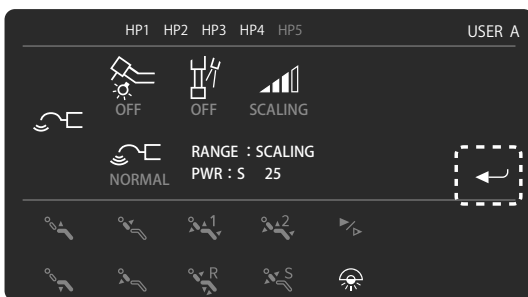 HP1 HP2 HP3 HP4 HP5 USER A
OFF OFF SCALING
NORMAL
RANGE : SCALING
PWR : S 25
1 2
R S